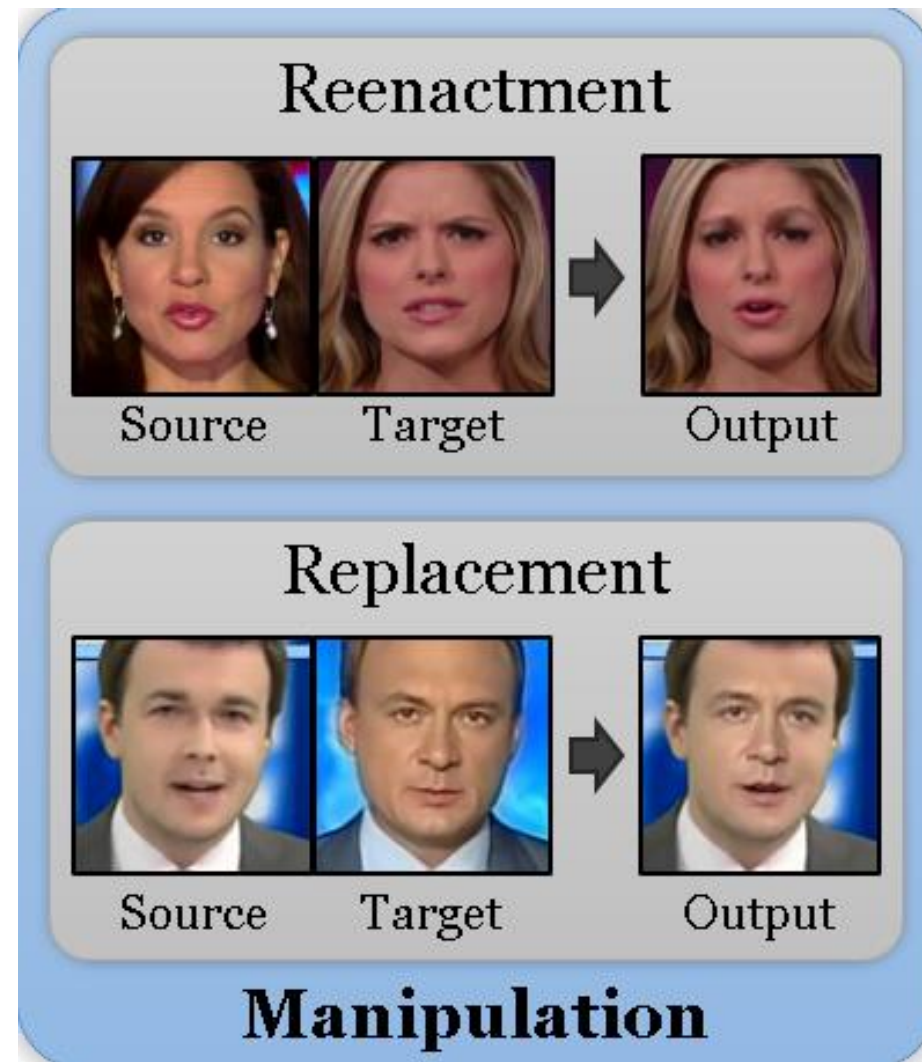 Reenactment
Source Target Output
Replacement
Source Target Output
Manipulation